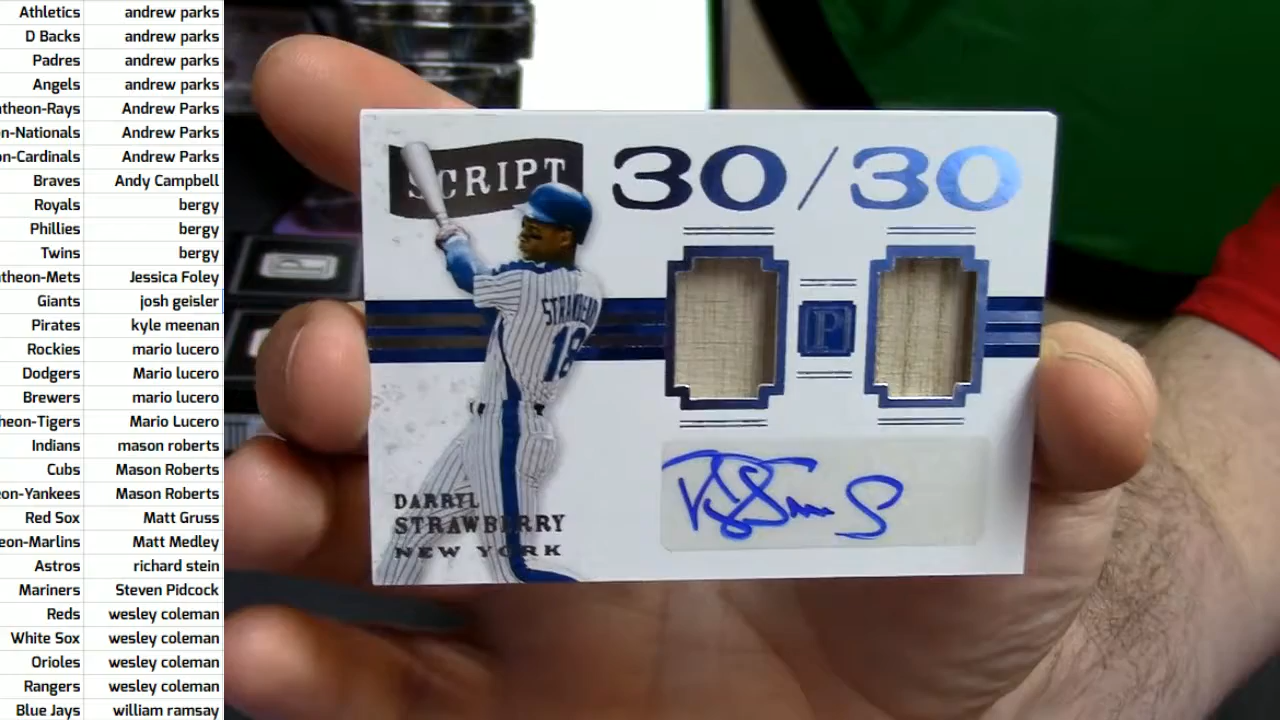 Athletics andrew parks
D Backs andrew parks
Padres andrew parks
Angels andrew parks
theon-Rays Andrew Parks
n-Nationals Andrew Parks
on-Cardinals Andrew Parks
Braves Andy Campbell
Royals bergy
Phillies bergy
Twins bergy
theon-Mets Jessica Foley
Giants josh geisler
Pirates kyle meenan
Rockies mario lucero
Dodgers Mario lucero
Brewers mario lucero
heon-Tigers Mario Lucero
Indians mason roberts
Cubs Mason Roberts
on-Yankees Mason Roberts
Red Sox Matt Gruss
eon-Marlins Matt Medley
Astros richard stein
Mariners Steven Pidcock
Reds wesley coleman
White Sox wesley coleman
Orioles wesley coleman
Rangers wesley coleman
Blue Jays william ramsay
SCRIPT 30/30
18
P
DARRYL
STRAWBERRY
NEW YORK